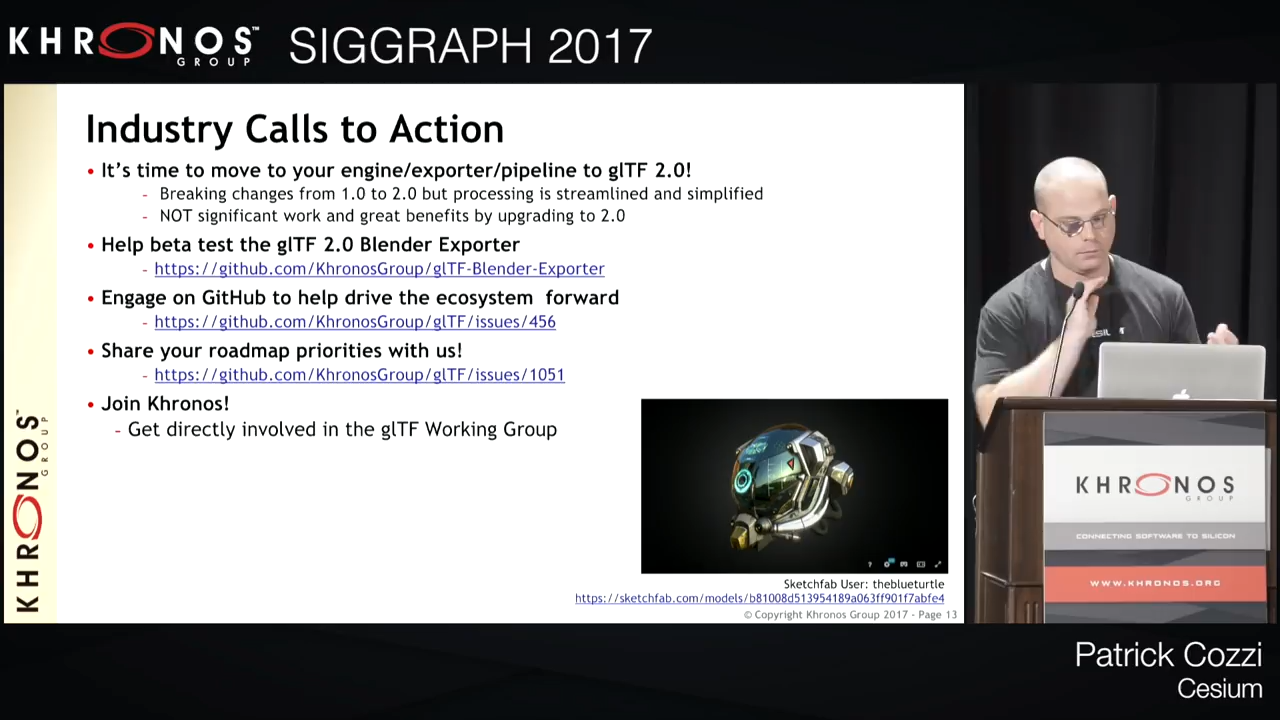 KHRONOS™
GROUP
SIGGRAPH 2017
Industry Calls to Action
• It's time to move to your engine/exporter/pipeline to glTF 2.0!
- Breaking changes from 1.0 to 2.0 but processing is streamlined and simplified
- NOT significant work and great benefits by upgrading to 2.0
• Help beta test the glTF 2.0 Blender Exporter
- https://github.com/KhronosGroup/glTF-Blender-Exporter
• Engage on GitHub to help drive the ecosystem forward
- https://github.com/KhronosGroup/glTF/issues/456
• Share your roadmap priorities with us!
- https://github.com/KhronosGroup/glTF/issues/1051
• Join Khronos!
- Get directly involved in the glTF Working Group
KHRONOS™
GROUP
Sketchfab User: theblueturtle
https://sketchfab.com/models/b81008d513954189a063ff901f7abfe4
© Copyright Khronos Group 2017 - Page 13
KHRONOS
GROUP
CONNECTING SOFTWARE TO SILICON
WWW.KHRONOS.ORG
Patrick Cozzi
Cesium